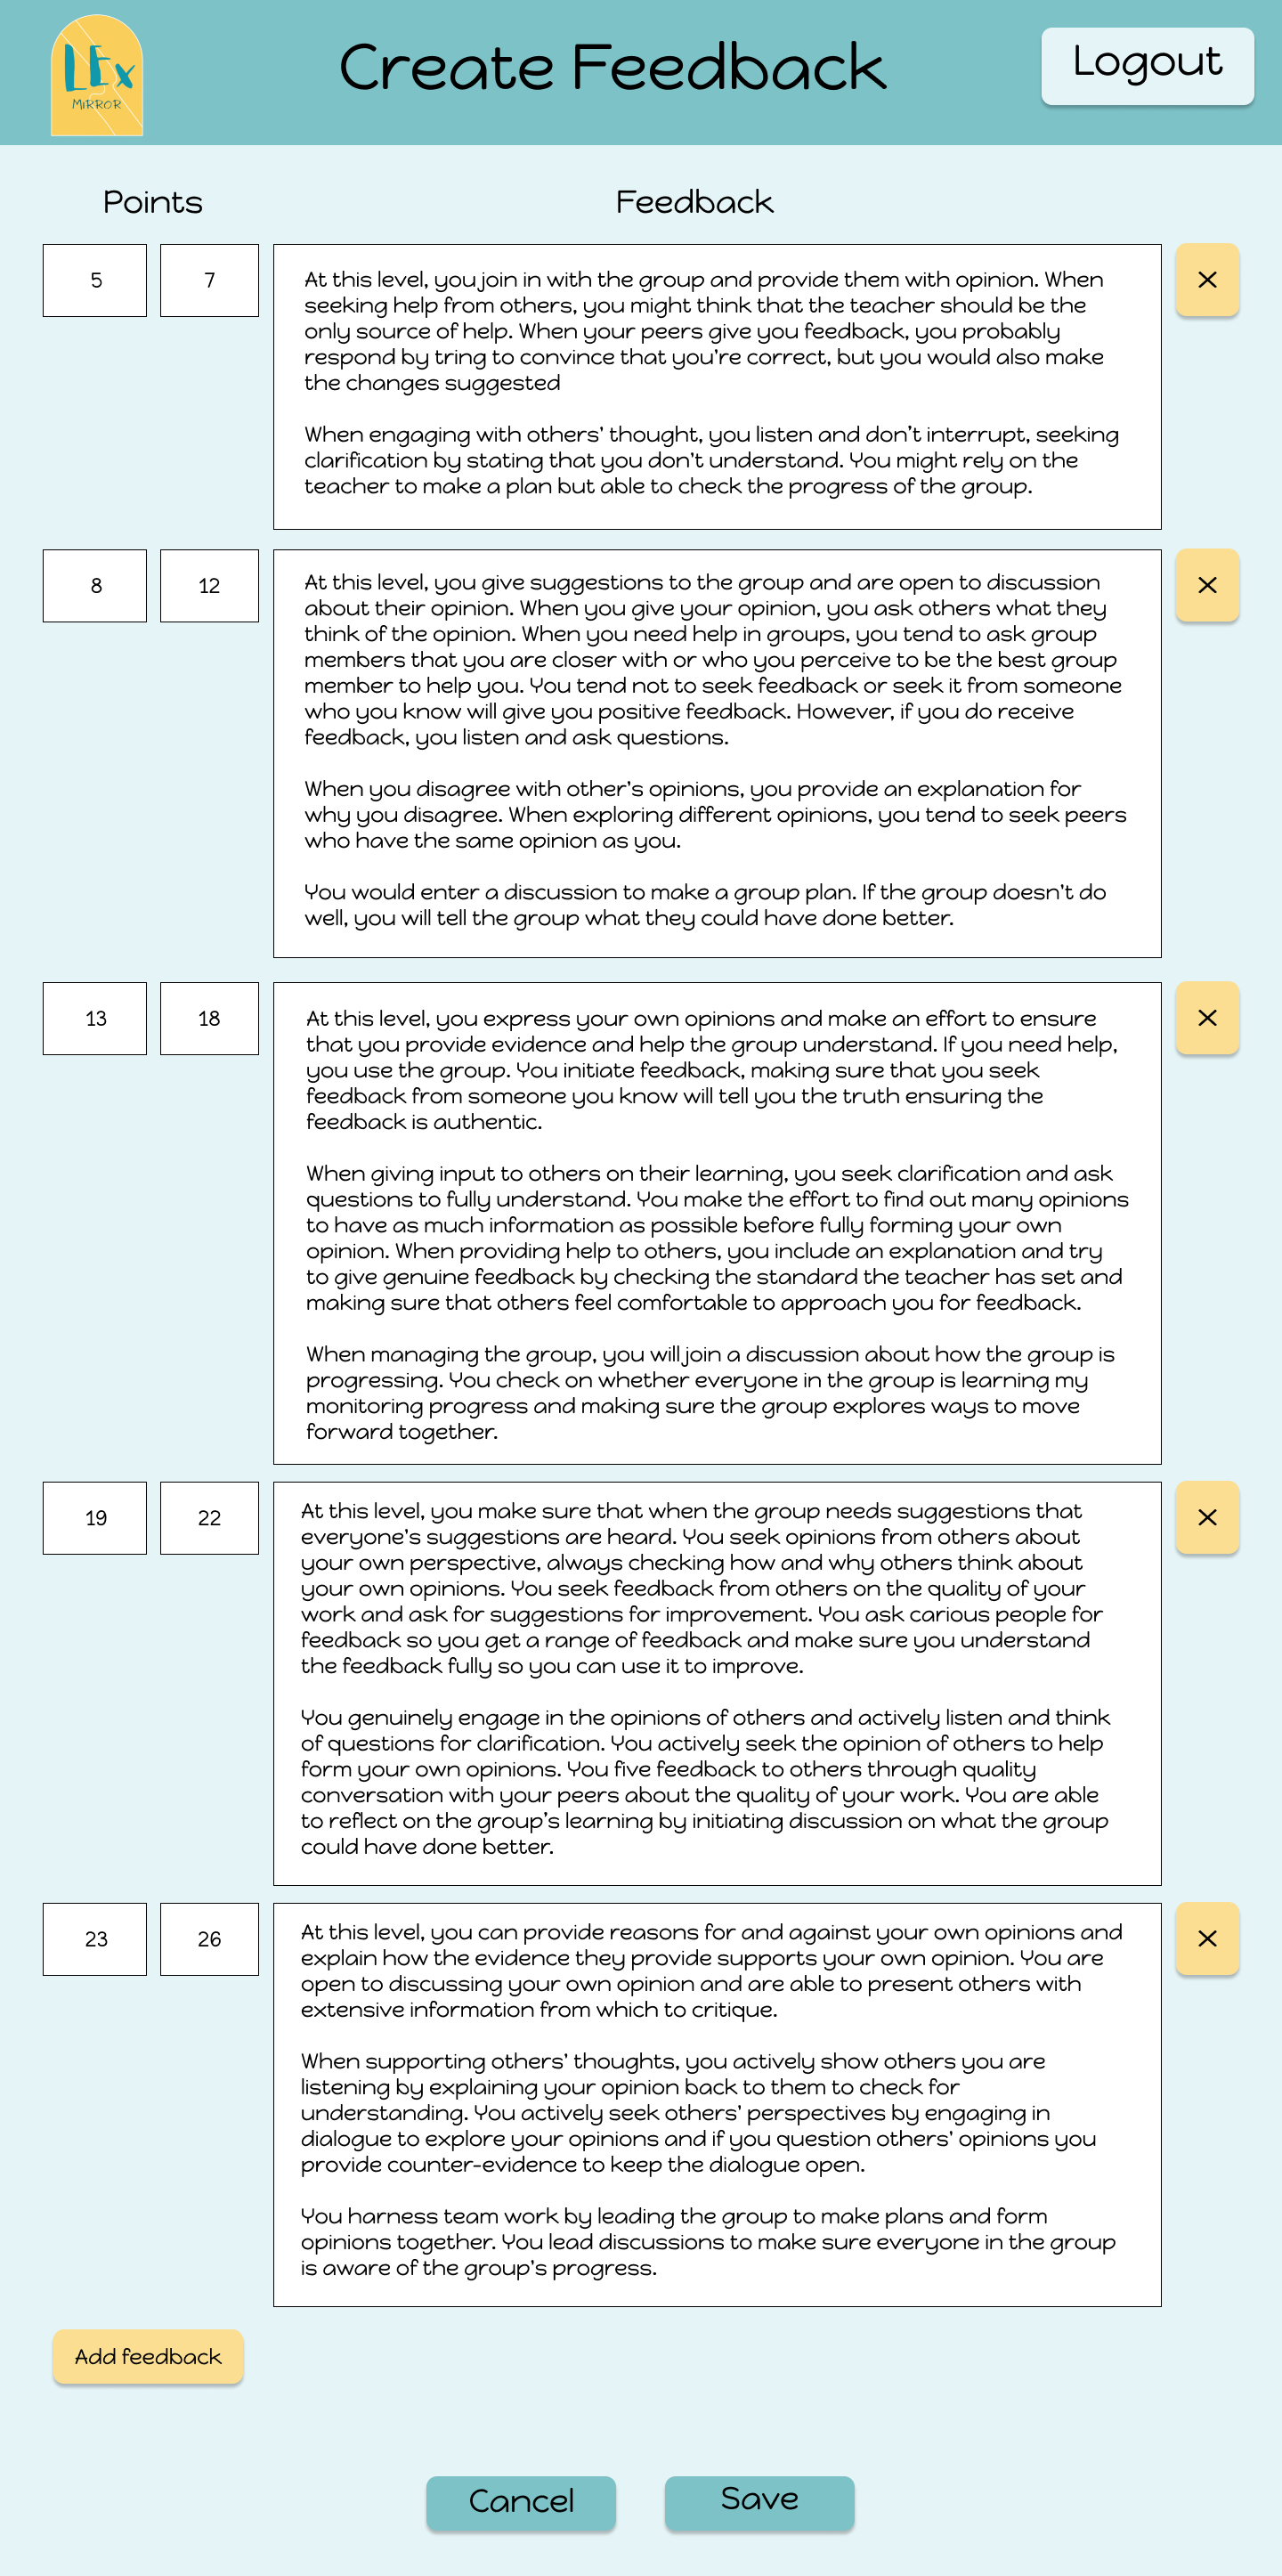 LEx
MIRROR
Create Feedback
Logout
Points
Feedback
5
7
At this level, you join in with the group and provide them with opinion. When
seeking help from others, you might think that the teacher should be the
only source of help. When your peers give you feedback, you probably
respond by tring to convince that you're correct, but you would also make
the changes suggested
When engaging with others' thought, you listen and don't interrupt, seeking
clarification by stating that you don't understand. You might rely on the
teacher to make a plan but able to check the progress of the group.
×
8
12
At this level, you give suggestions to the group and are open to discussion
about their opinion. When you give your opinion, you ask others what they
think of the opinion. When you need help in groups, you tend to ask group
members that you are closer with or who you perceive to be the best group
member to help you. You tend not to seek feedback or seek it from someone
who you know will give you positive feedback. However, if you do receive
feedback, you listen and ask questions.
When you disagree with other's opinions, you provide an explanation for
why you disagree. When exploring different opinions, you tend to seek peers
who have the same opinion as you.
You would enter a discussion to make a group plan. If the group doesn't do
well, you will tell the group what they could have done better.
×
13
18
At this level, you express your own opinions and make an effort to ensure
that you provide evidence and help the group understand. If you need help,
you use the group. You initiate feedback, making sure that you seek
feedback from someone you know will tell you the truth ensuring the
feedback is authentic.
When giving input to others on their learning, you seek clarification and ask
questions to fully understand. You make the effort to find out many opinions
to have as much information as possible before fully forming your own
opinion. When providing help to others, you include an explanation and try
to give genuine feedback by checking the standard the teacher has set and
making sure that others feel comfortable to approach you for feedback.
When managing the group, you will join a discussion about how the group is
progressing. You check on whether everyone in the group is learning my
monitoring progress and making sure the group explores ways to move
forward together.
×
19
22
At this level, you make sure that when the group needs suggestions that
everyone's suggestions are heard. You seek opinions from others about
your own perspective, always checking how and why others think about
your own opinions. You seek feedback from others on the quality of your
work and ask for suggestions for improvement. You ask carious people for
feedback so you get a range of feedback and make sure you understand
the feedback fully so you can use it to improve.
You genuinely engage in the opinions of others and actively listen and think
of questions for clarification. You actively seek the opinion of others to help
form your own opinions. You five feedback to others through quality
conversation with your peers about the quality of your work. You are able
to reflect on the group's learning by initiating discussion on what the group
could have done better.
×
23
26
At this level, you can provide reasons for and against your own opinions and
explain how the evidence they provide supports your own opinion. You are
open to discussing your own opinion and are able to present others with
extensive information from which to critique.
When supporting others' thoughts, you actively show others you are
listening by explaining your opinion back to them to check for
understanding. You actively seek others' perspectives by engaging in
dialogue to explore your opinions and if you question others' opinions you
provide counter-evidence to keep the dialogue open.
You harness team work by leading the group to make plans and form
opinions together. You lead discussions to make sure everyone in the group
is aware of the group's progress.
×
Add feedback
Cancel
Save